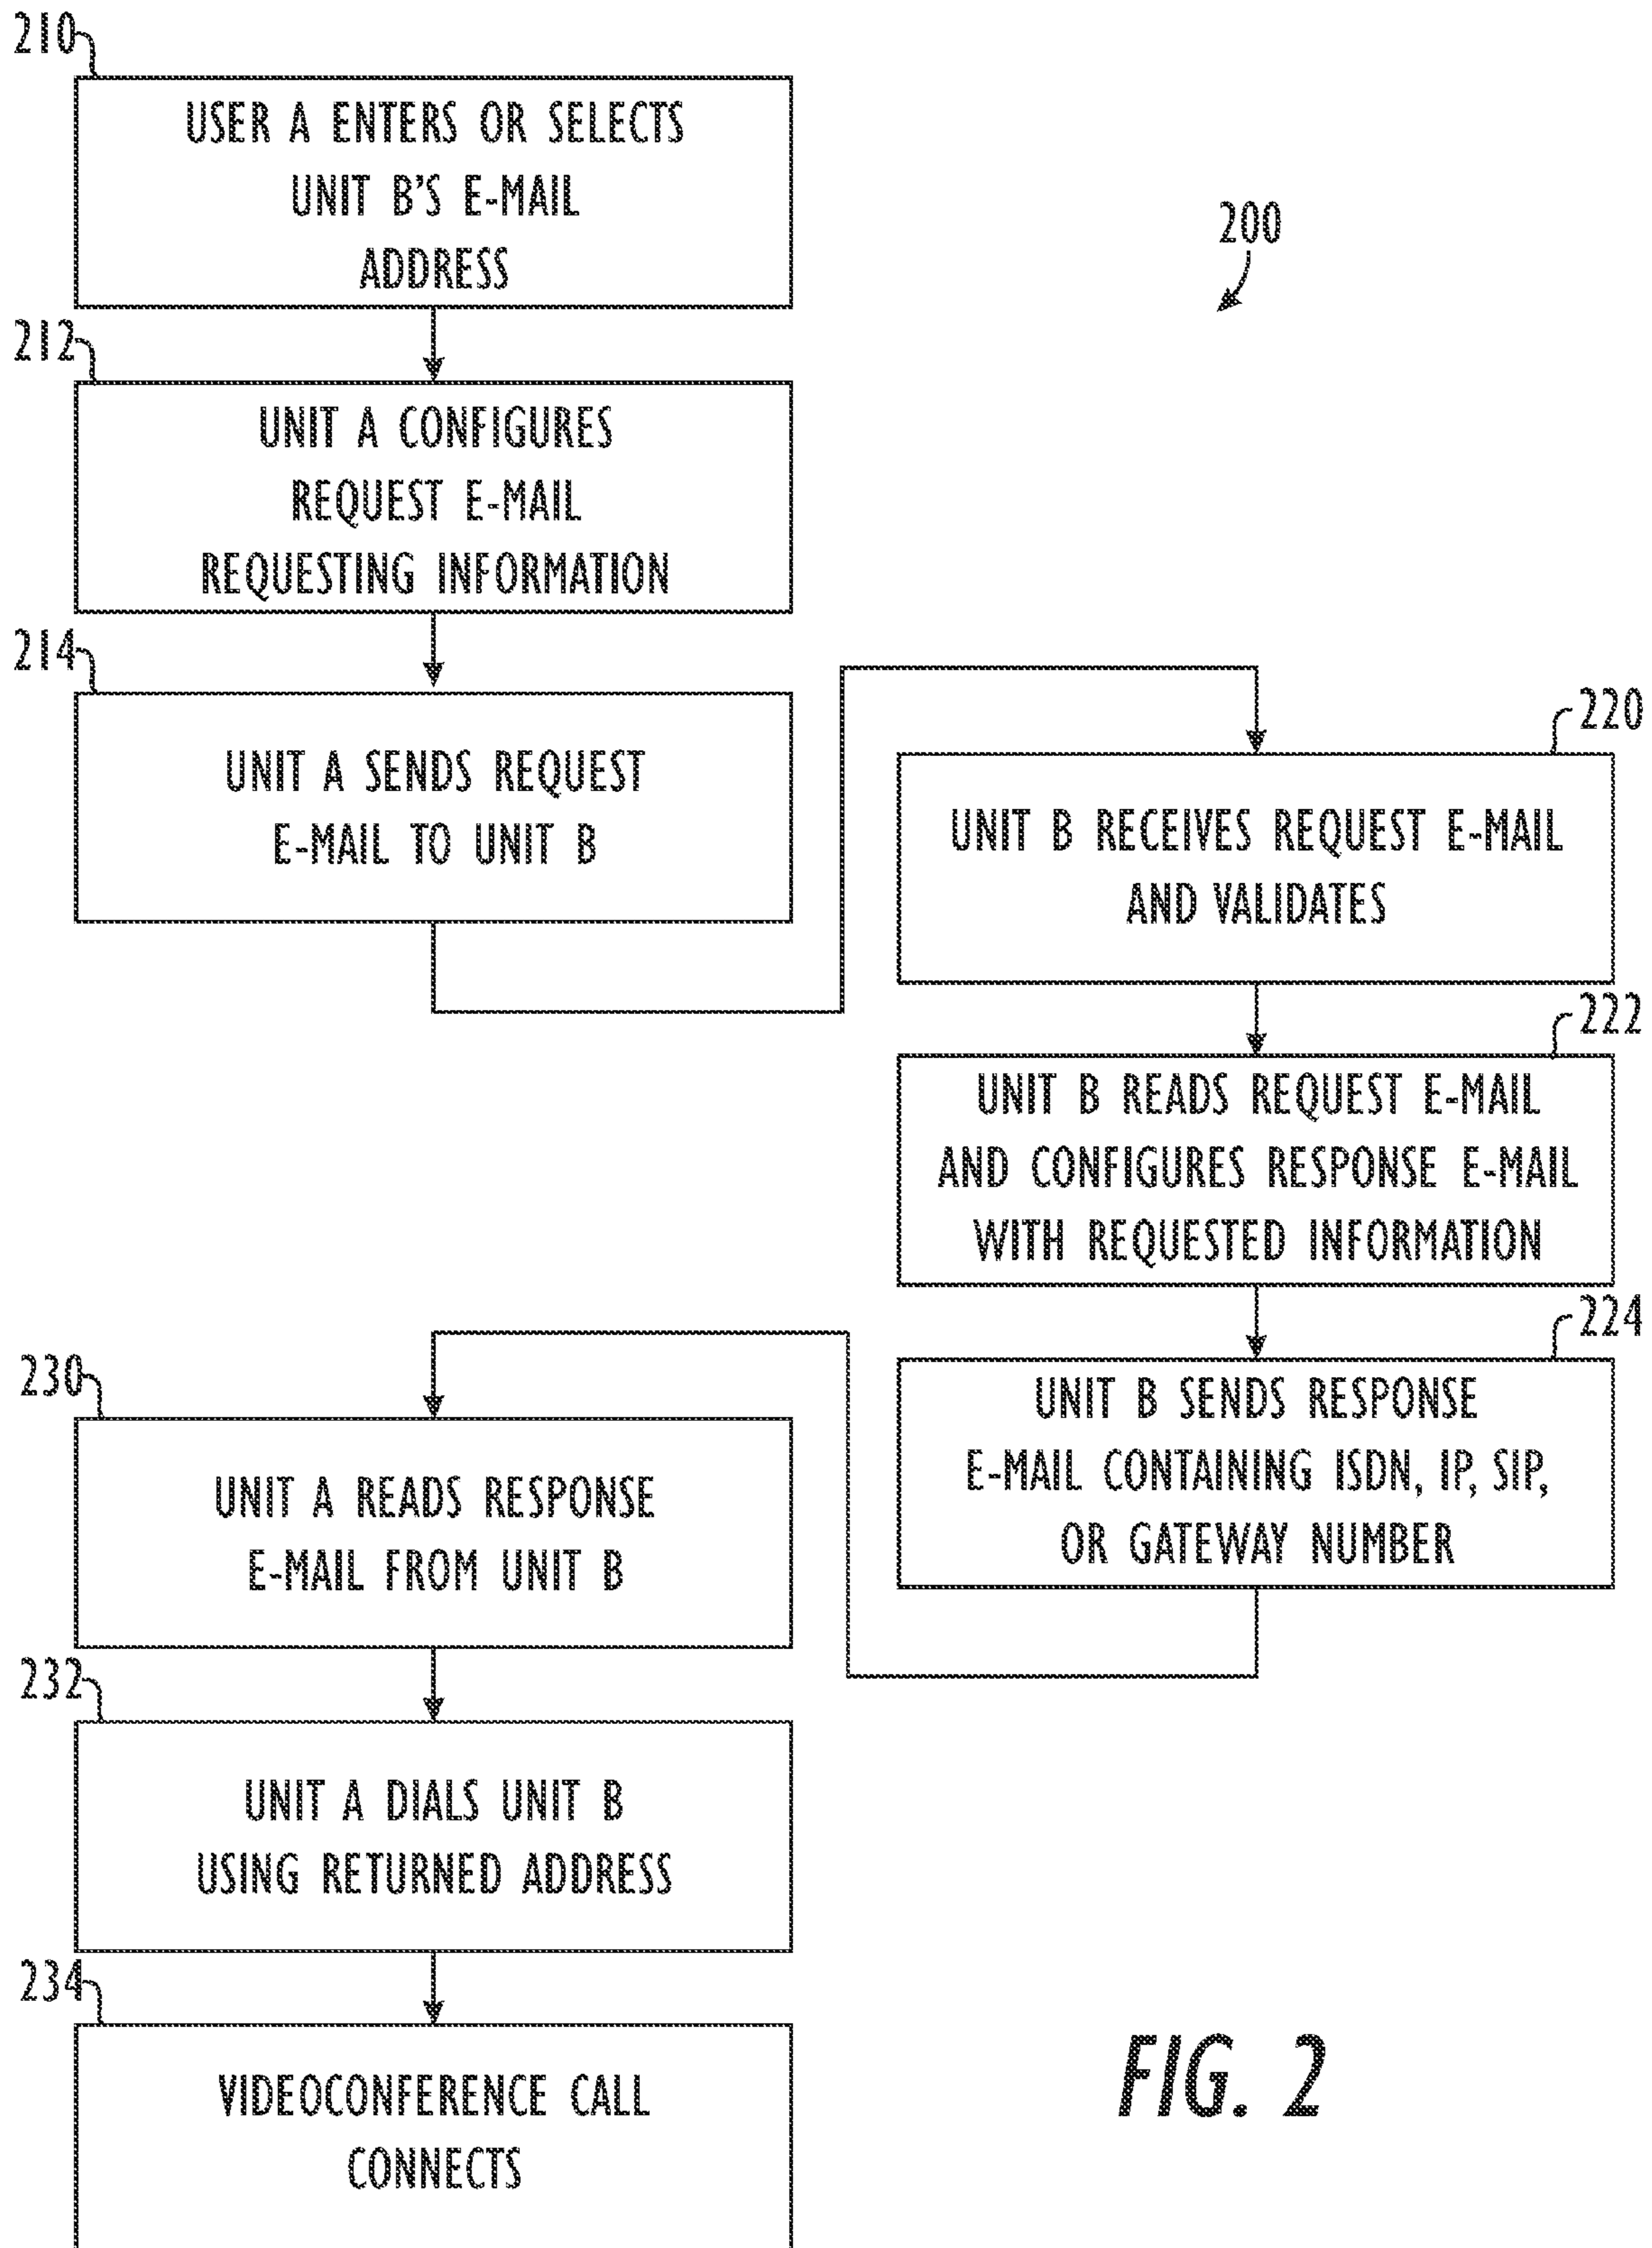 210
USER A ENTERS OR SELECTS
UNIT B'S E-MAIL
ADDRESS
200
212
UNIT A CONFIGURES
REQUEST E-MAIL
REQUESTING INFORMATION
214
UNIT A SENDS REQUEST
E-MAIL TO UNIT B
220
UNIT B RECEIVES REQUEST E-MAIL
AND VALIDATES
222
UNIT B READS REQUEST E-MAIL
AND CONFIGURES RESPONSE E-MAIL
WITH REQUESTED INFORMATION
224
UNIT B SENDS RESPONSE
E-MAIL CONTAINING ISDN, IP, SIP,
OR GATEWAY NUMBER
230
UNIT A READS RESPONSE
E-MAIL FROM UNIT B
232
UNIT A DIALS UNIT B
USING RETURNED ADDRESS
234
VIDEOCONFERENCE CALL
CONNECTS
FIG. 2